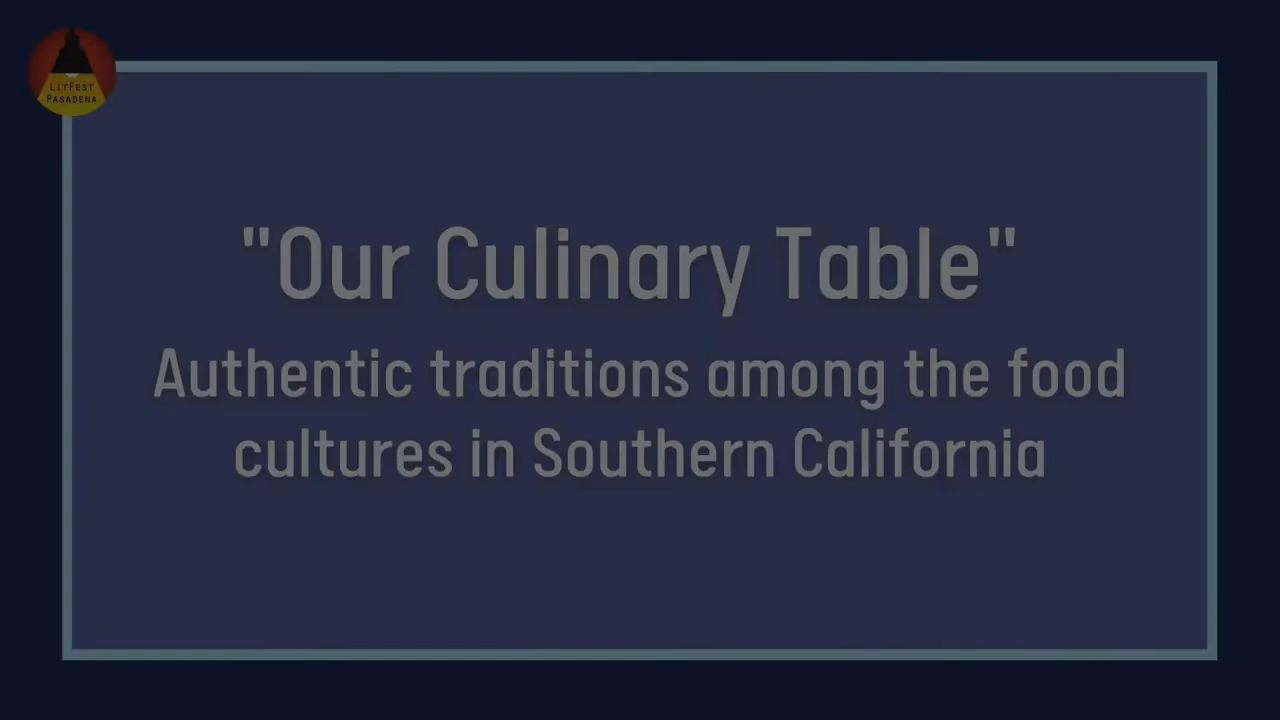 LitFest
Pasadena
"Our Culinary Table"
Authentic traditions among the food
cultures in Southern California